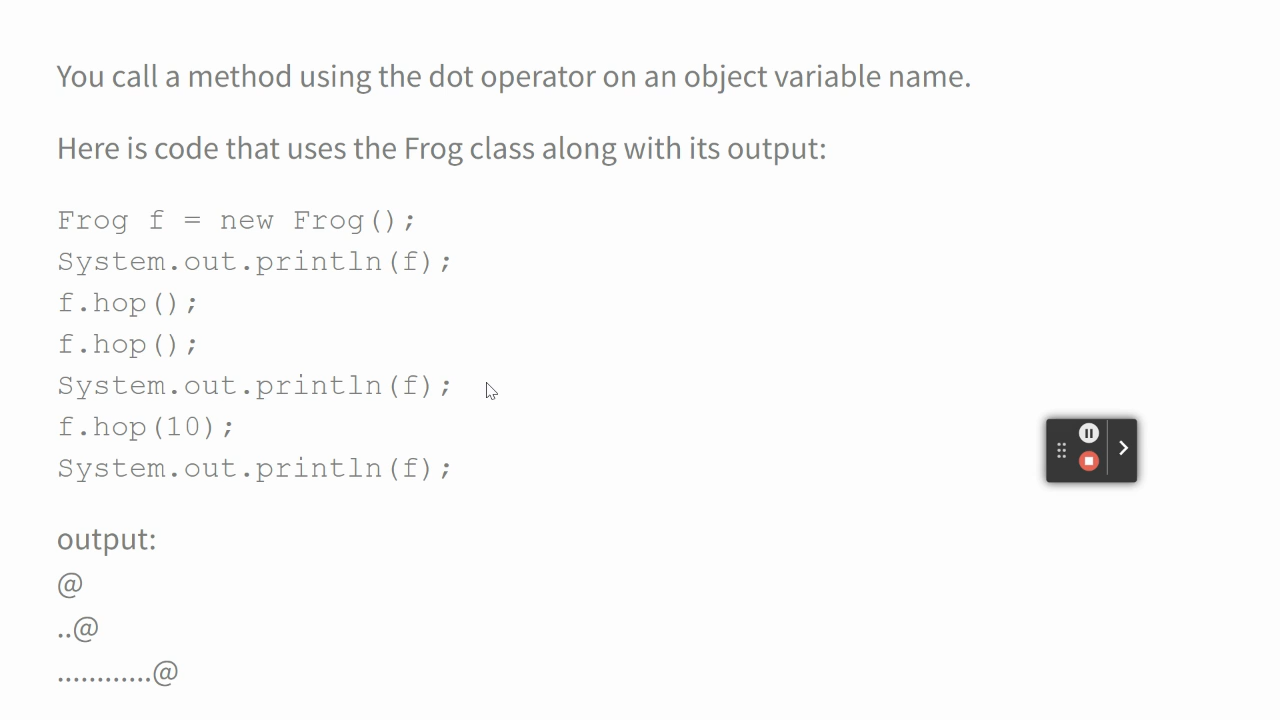 You call a method using the dot operator on an object variable name.
Here is code that uses the Frog class along with its output:
Frog f = new Frog();
System.out.println(f);
f.hop();
f.hop();
System.out.println(f);
f.hop(10);
System.out.println(f);
output:
@
..@
............@